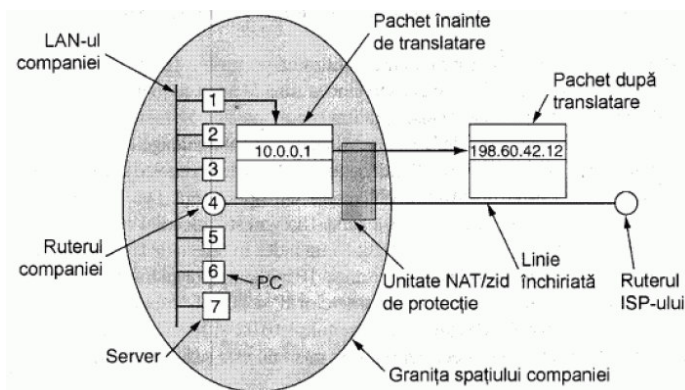 LAN-ul
companiei
Pachet înainte
de translatare
Pachet după
translatare
1
2
3
4
5
6
7
10.0.0.1
198.60.42.12
Ruterul
companiei
PC
Server
Unitate NAT/zid
de protecție
Linie
închiriată
Ruterul
ISP-ului
Granița spațiului companiei